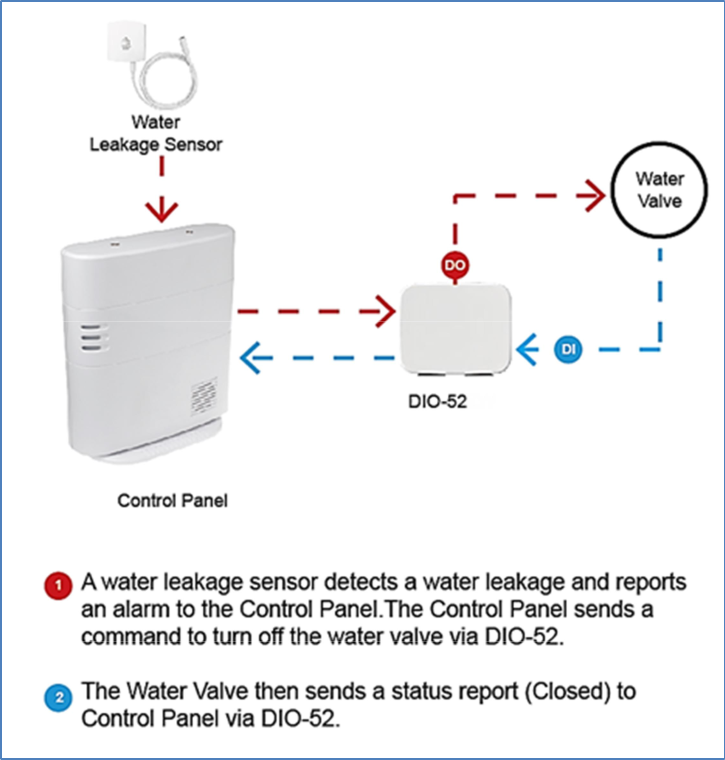 Water
Leakage Sensor
Water
Valve
DO
DI
DIO-52
Control Panel
1 A water leakage sensor detects a water leakage and reports
an alarm to the Control Panel.The Control Panel sends a
command to turn off the water valve via DIO-52.
2 The Water Valve then sends a status report (Closed) to
Control Panel via DIO-52.